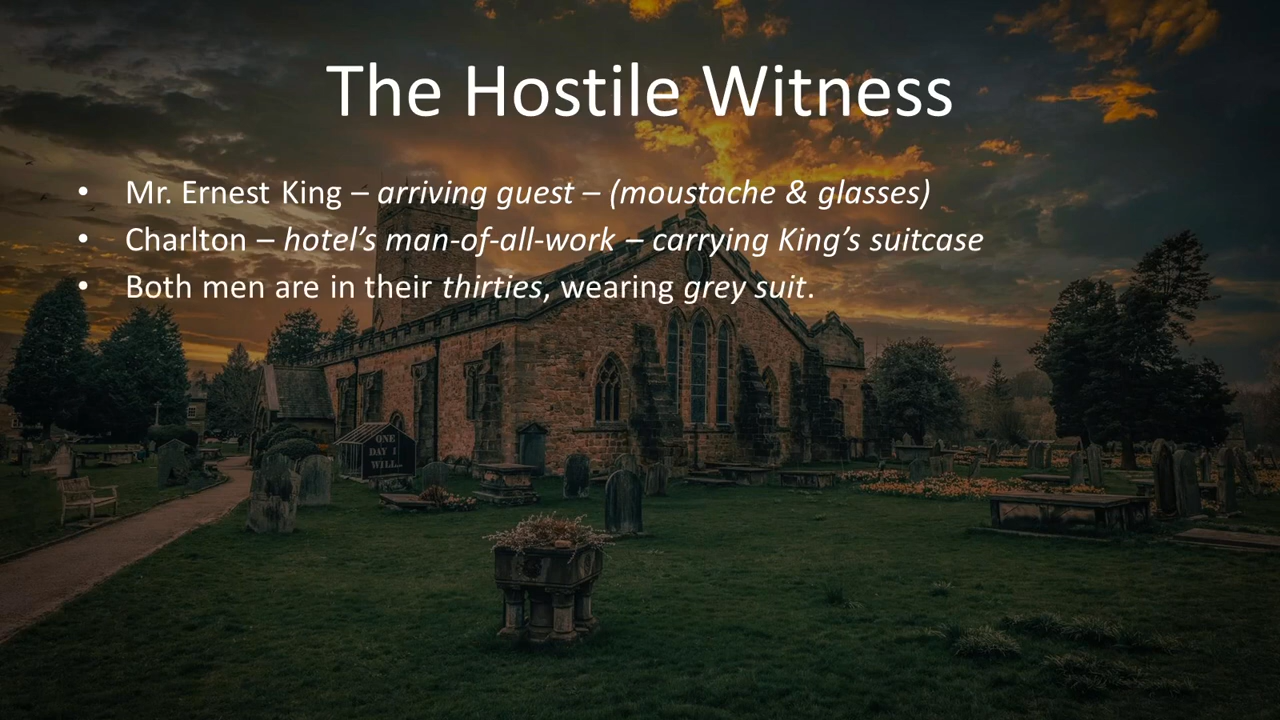 The Hostile Witness
• Mr. Ernest King – arriving guest – (moustache & glasses)
• Charlton – hotel’s man-of-all-work – carrying King’s suitcase
• Both men are in their thirties, wearing grey suit.
ONE
DAY I
WILL...